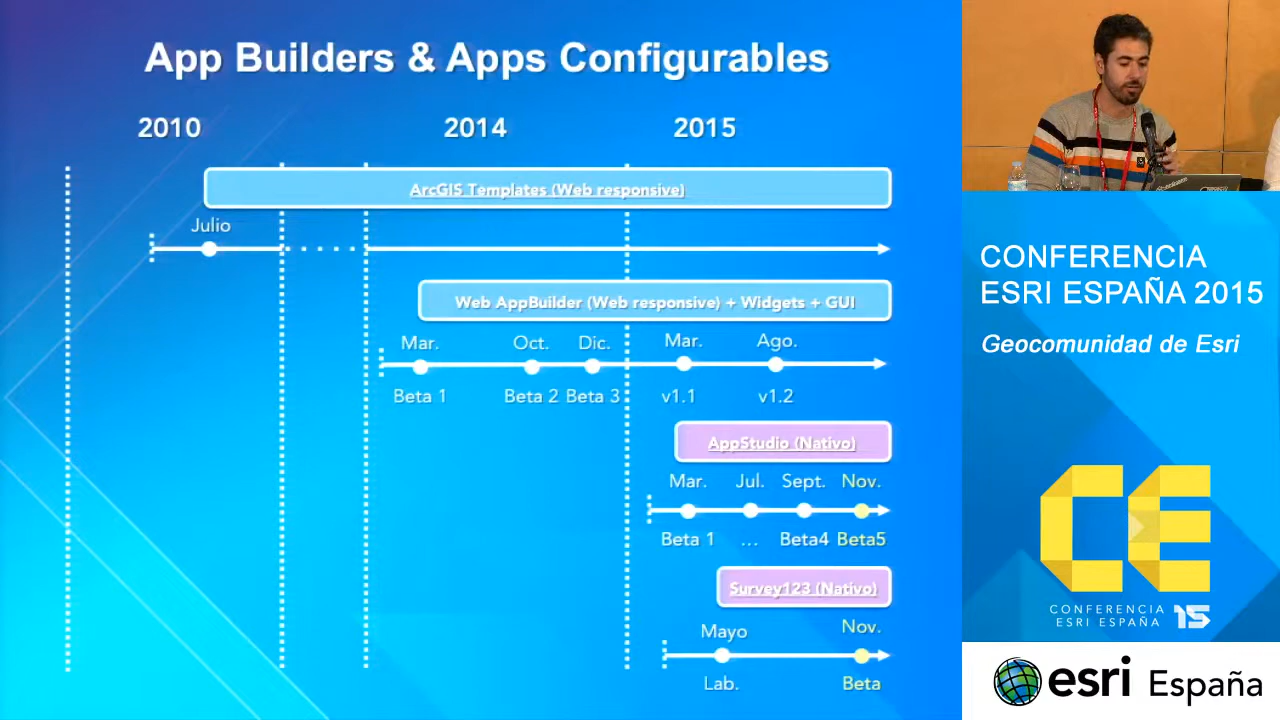 App Builders & Apps Configurables
2010 2014 2015
ArcGIS Templates (Web responsive)
Julio
Web AppBuilder (Web responsive) + Widgets + GUI
Mar. Oct. Dic. Mar. Ago.
Beta 1 Beta 2 Beta 3 v1.1 v1.2
AppStudio (Nativo)
Mar. Jul. Sept. Nov.
Beta 1 ... Beta4 Beta5
Survey123 (Nativo)
Mayo Nov.
Lab. Beta
CONFERENCIA
ESRI ESPAÑA 2015
Geocomunidad de Esri
CE
CONFERENCIA
ESRI ESPAÑA 15
esri España